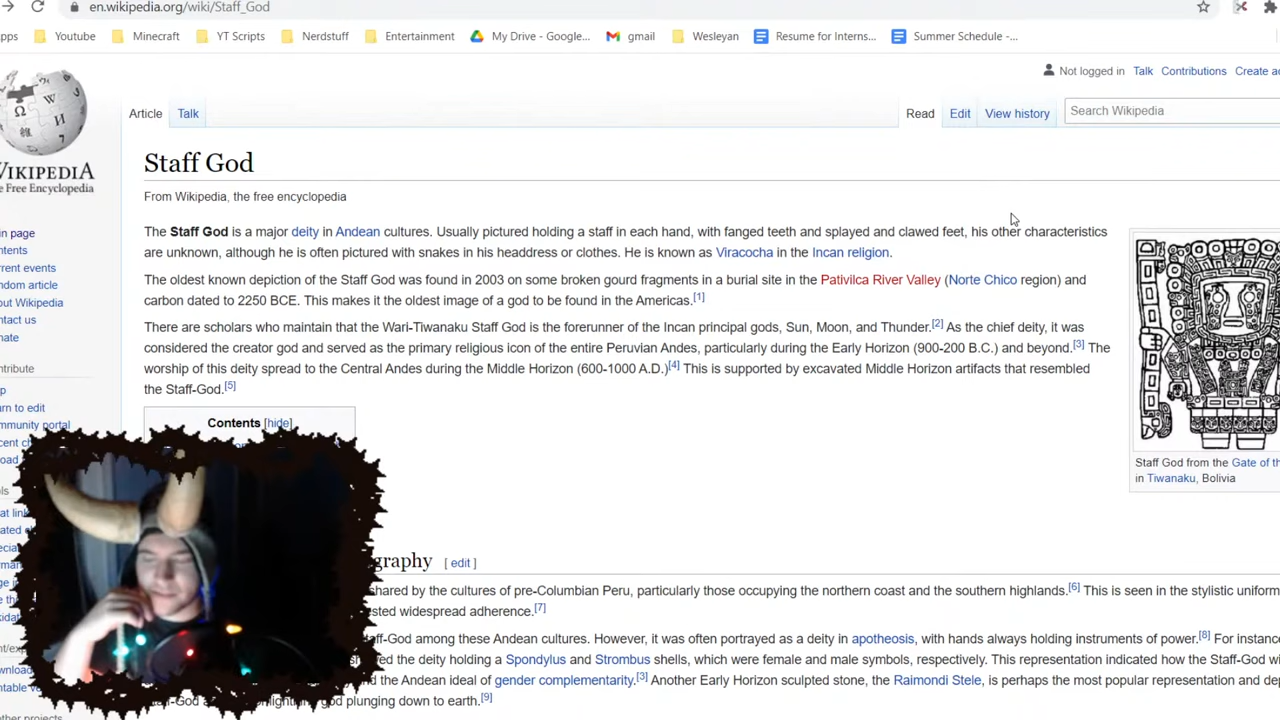 en.wikipedia.org/wiki/Staff_God
Youtube Minecraft YT Scripts Nerdstuff Entertainment My Drive - Google... gmail Wesleyan Resume for Interns... Summer Schedule -...
Not logged in Talk Contributions Create
Article Talk Read Edit View history Search Wikipedia
Staff God
From Wikipedia, the free encyclopedia
The Staff God is a major deity in Andean cultures. Usually pictured holding a staff in each hand, with fanged teeth and splayed and clawed feet, his other characteristics
are unknown, although he is often pictured with snakes in his headdress or clothes. He is known as Viracocha in the Incan religion.
The oldest known depiction of the Staff God was found in 2003 on some broken gourd fragments in a burial site in the Pativilca River Valley (Norte Chico region) and
carbon dated to 2250 BCE. This makes it the oldest image of a god to be found in the Americas.[1]
There are scholars who maintain that the Wari-Tiwanaku Staff God is the forerunner of the Incan principal gods, Sun, Moon, and Thunder.[2] As the chief deity, it was
considered the creator god and served as the primary religious icon of the entire Peruvian Andes, particularly during the Early Horizon (900-200 B.C.) and beyond.[3] The
worship of this deity spread to the Central Andes during the Middle Horizon (600-1000 A.D.)[4] This is supported by excavated Middle Horizon artifacts that resembled
the Staff-God.[5]
Contents [hide]
Staff God from the Gate of th
in Tiwanaku, Bolivia
graphy [ edit ]
shared by the cultures of pre-Columbian Peru, particularly those occupying the northern coast and the southern highlands.[6] This is seen in the stylistic uniform
ested widespread adherence.[7]
aff-God among these Andean cultures. However, it was often portrayed as a deity in apotheosis, with hands always holding instruments of power.[8] For instanc
the deity holding a Spondylus and Strombus shells, which were female and male symbols, respectively. This representation indicated how the Staff-God wi
d the Andean ideal of gender complementarity.[3] Another Early Horizon sculpted stone, the Raimondi Stele, is perhaps the most popular representation and dep
god plunging down to earth.[9]
WIKIPEDIA
he Free Encyclopedia
in page
ontents
rrent events
ndom article
out Wikipedia
ntact us
nate
ntribute
rn to edit
mmunity portal